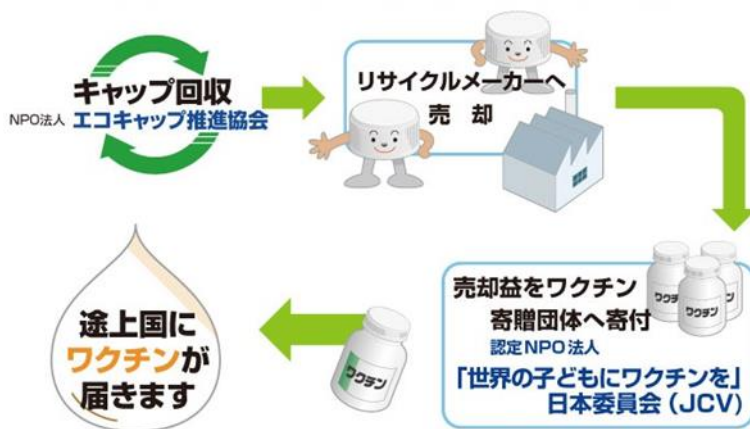 キャップ回収
NPO法人 エコキャップ推進協会
リサイクルメーカーへ
売却
売却益をワクチン
寄贈団体へ寄付
認定NPO法人
「世界の子どもにワクチンを」
日本委員会(JCV)
ワクチン
ワクチン
ワクチン
途上国に
ワクチンが
届きます